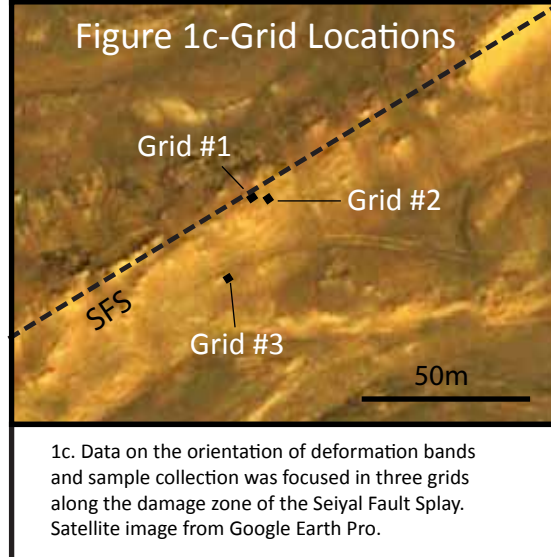 Figure 1c-Grid Locations
Grid #1
Grid #2
SFS
Grid #3
50m
1c. Data on the orientation of deformation bands
and sample collection was focused in three grids
along the damage zone of the Seiyal Fault Splay.
Satellite image from Google Earth Pro.